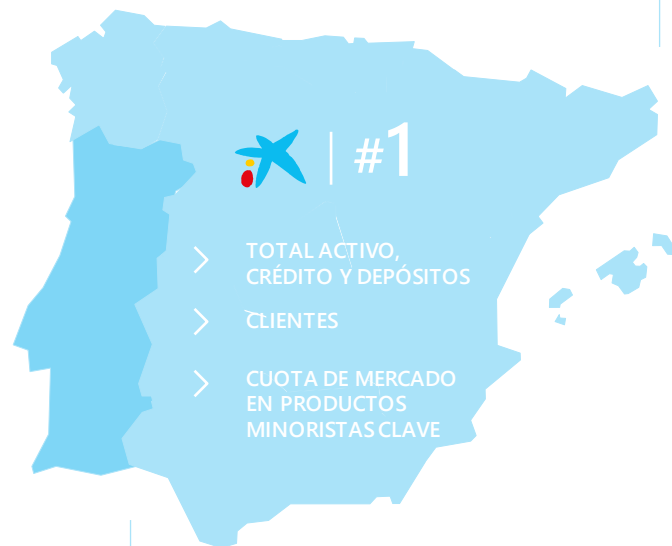 #1
TOTAL ACTIVO,
CRÉDITO Y DEPÓSITOS
CLIENTES
CUOTA DE MERCADO
EN PRODUCTOS
MINORISTAS CLAVE